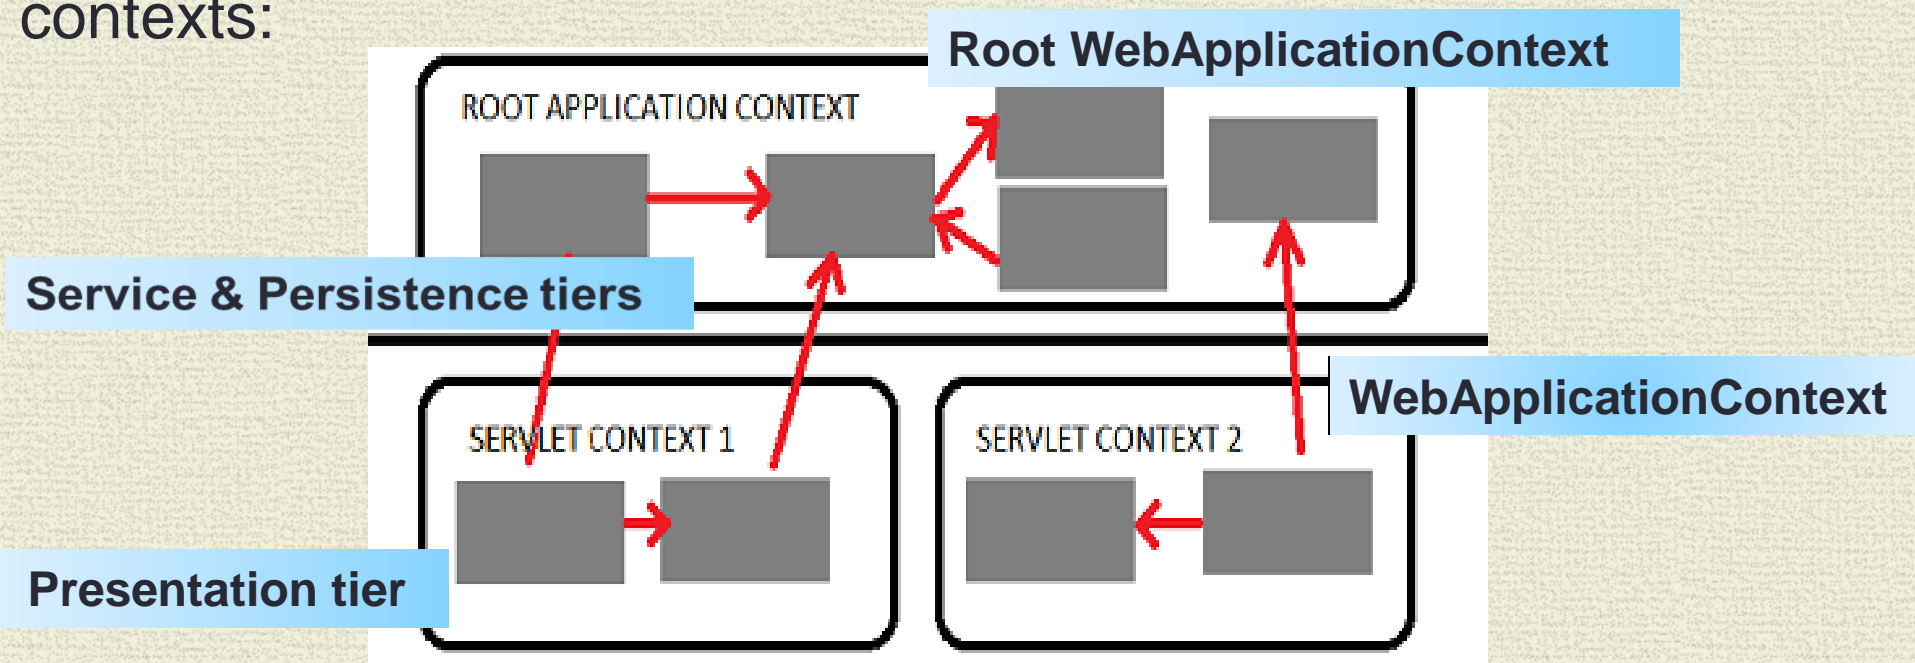 contexts:
Root WebApplicationContext
ROOT APPLICATION CONTEXT
Service & Persistence tiers
WebApplicationContext
SERVLET CONTEXT 1
SERVLET CONTEXT 2
Presentation tier